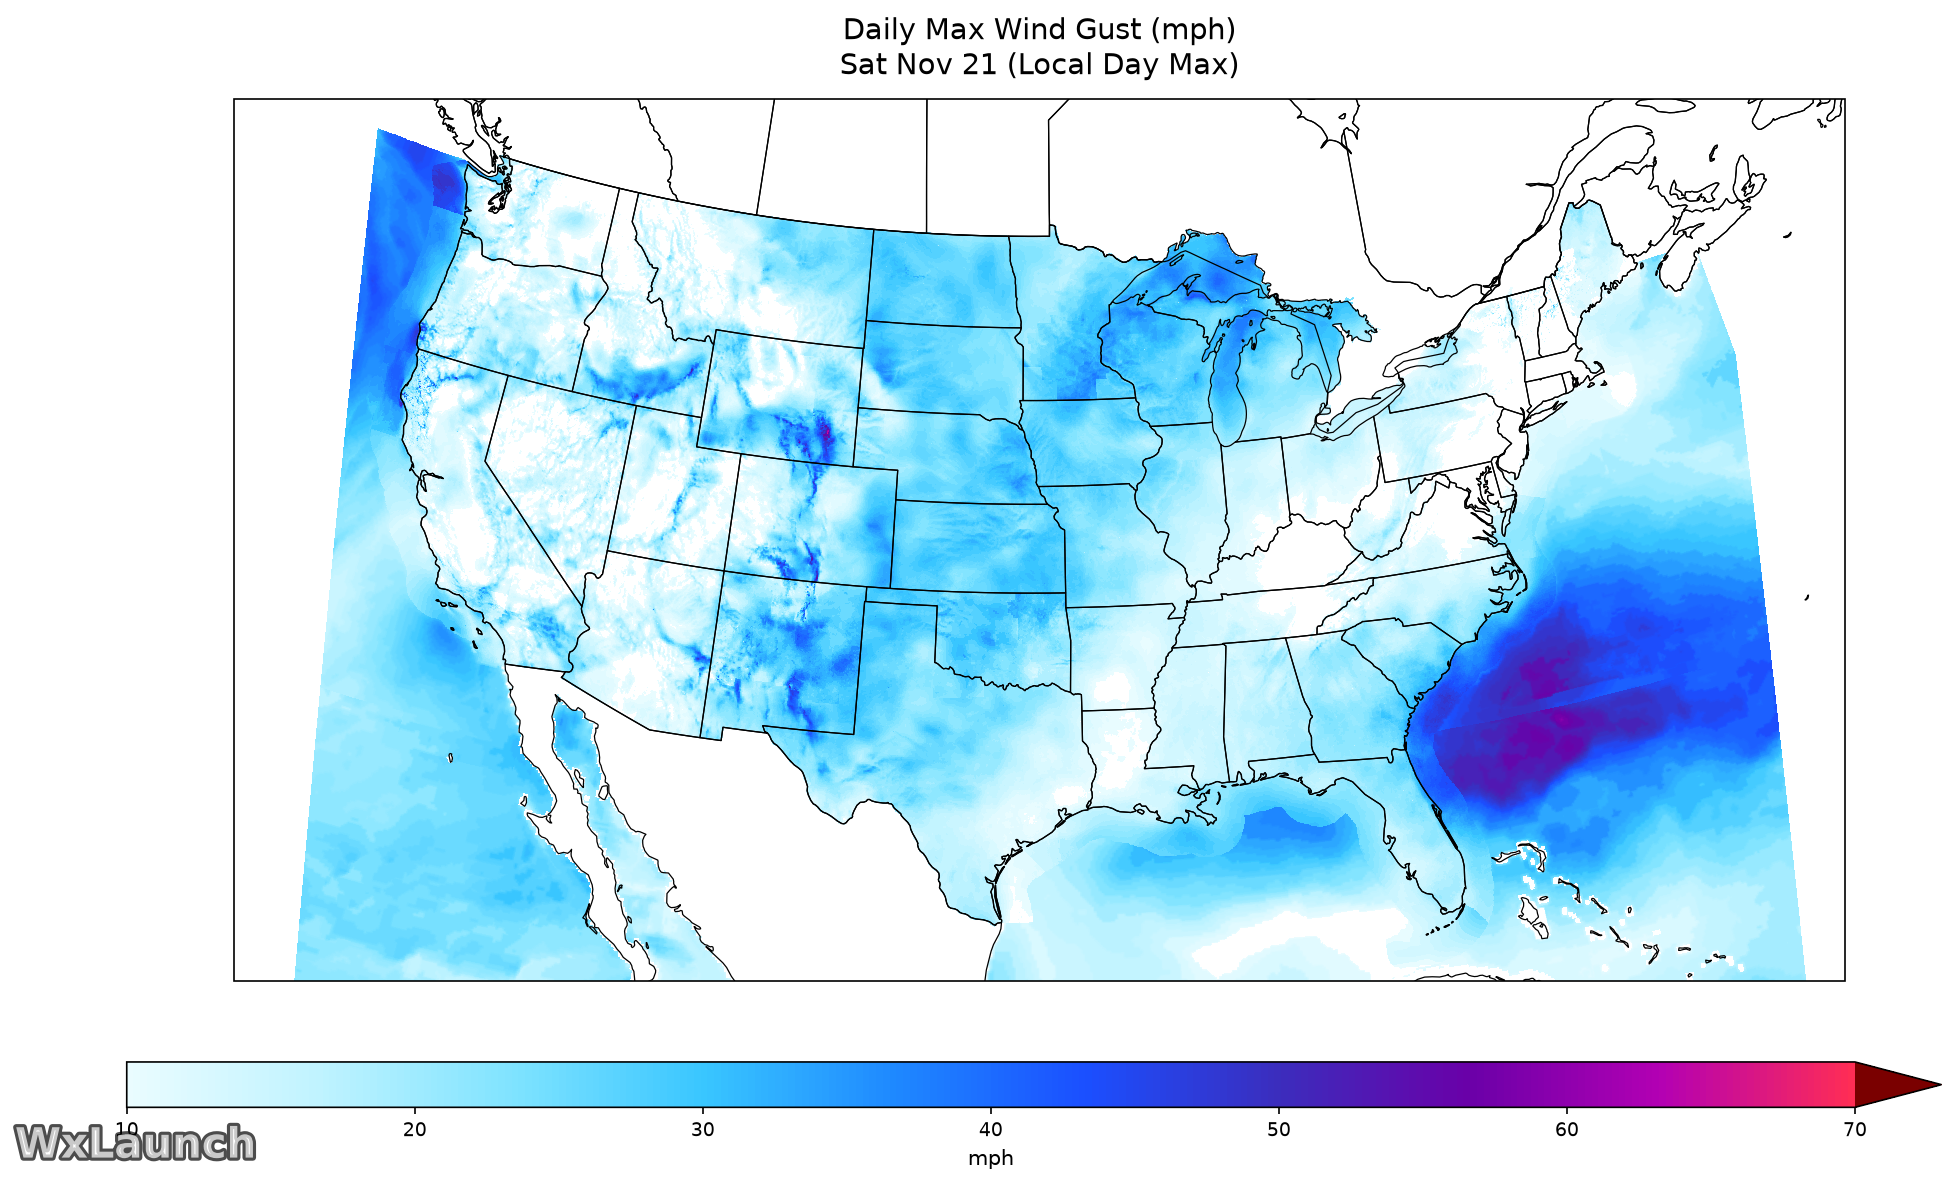 Daily Max Wind Gust (mph)
Sat Nov 21 (Local Day Max)
10 20 30 40 50 60 70
mph
WxLaunch